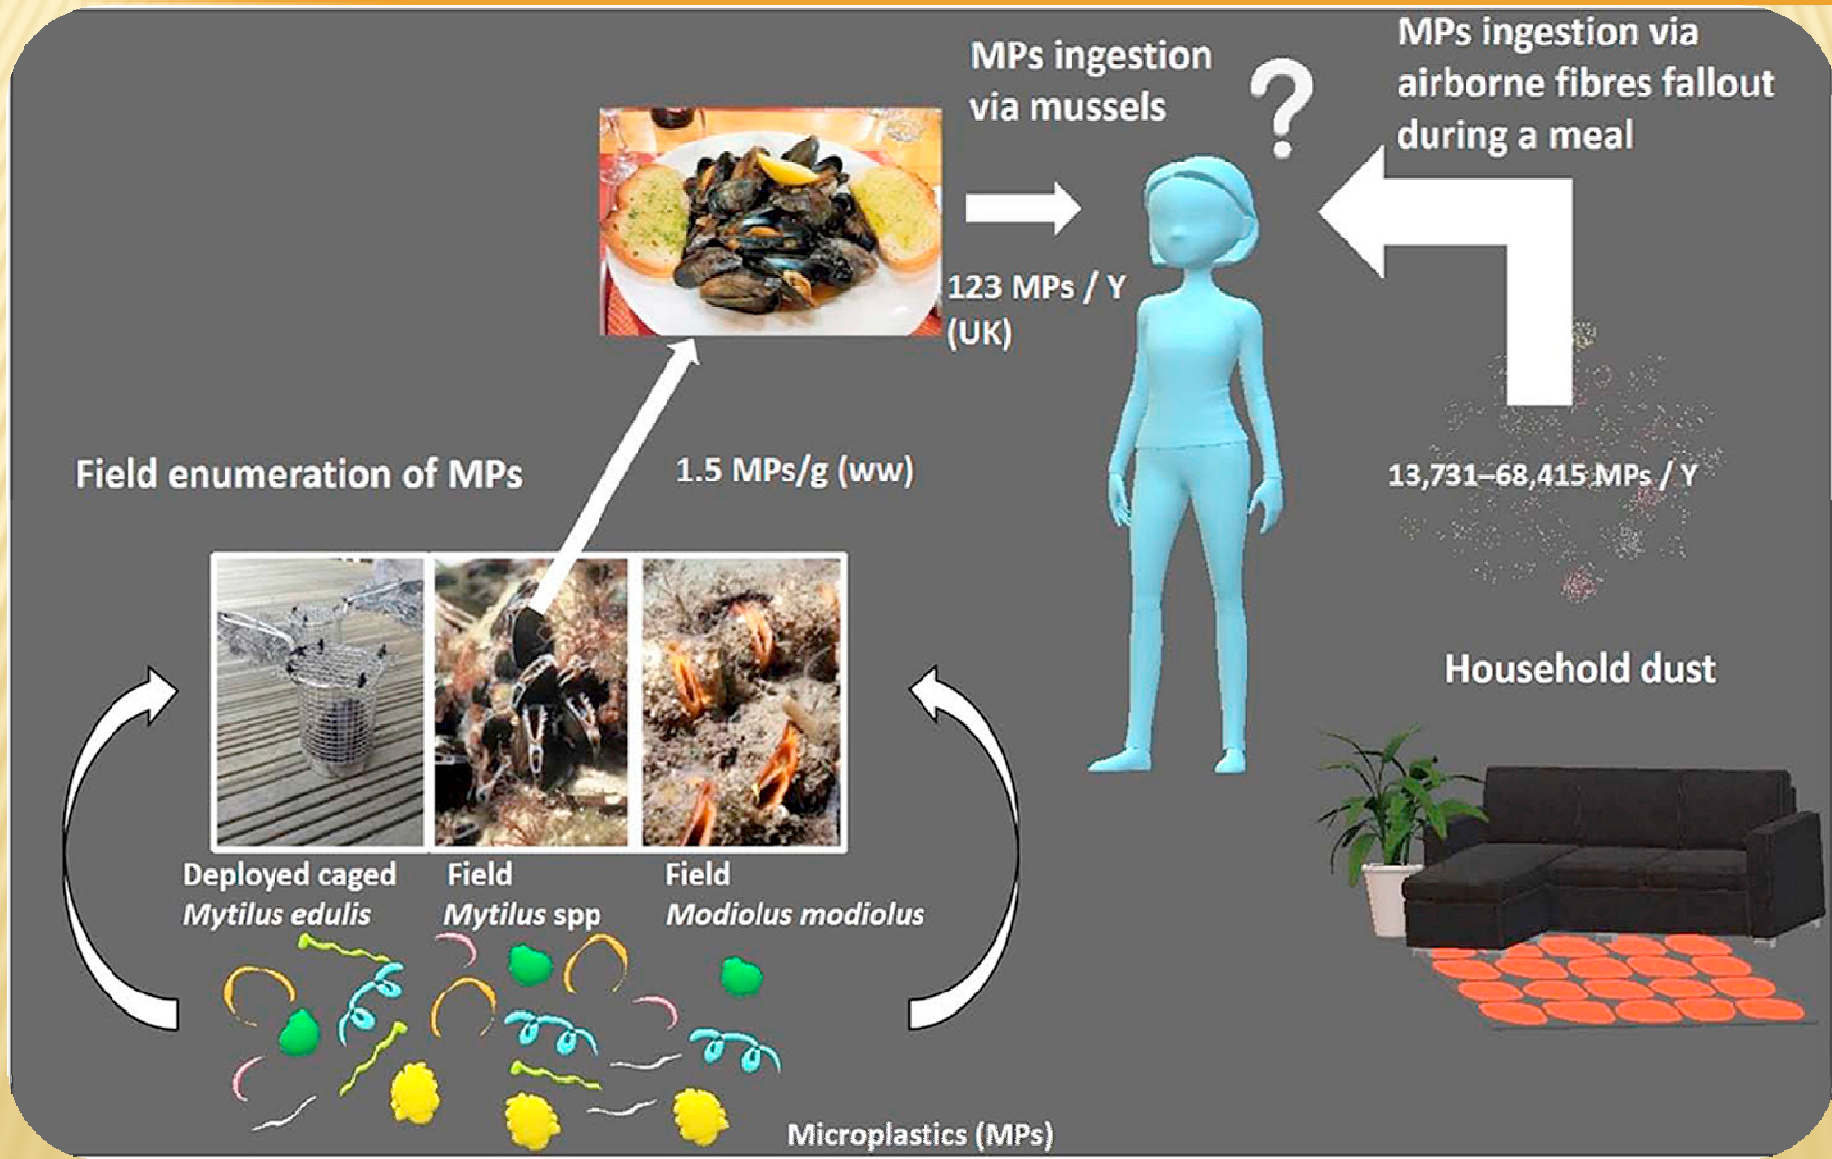 MPs ingestion
via mussels
?
MPs ingestion via
airborne fibres fallout
during a meal
123 MPs / Y
(UK)
Field enumeration of MPs
1.5 MPs/g (ww)
13,731–68,415 MPs / Y
Household dust
Deployed caged
Mytilus edulis
Field
Mytilus spp
Field
Modiolus modiolus
Microplastics (MPs)